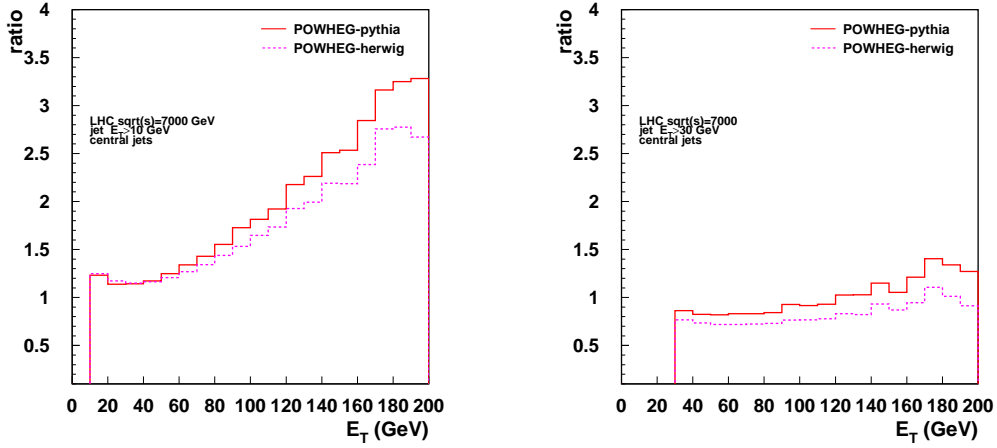 ratio
4
3.5
3
2.5
2
1.5
1
0.5
POWHEG-pythia
POWHEG-herwig
LHC sqrt(s)=7000 GeV
jet E_T>10 GeV
central jets
0 20 40 60 80 100 120 140 160 180 200
E_T (GeV)
ratio
4
3.5
3
2.5
2
1.5
1
0.5
POWHEG-pythia
POWHEG-herwig
LHC sqrt(s)=7000
jet E_T>30 GeV
central jets
0 20 40 60 80 100 120 140 160 180 200
E_T (GeV)